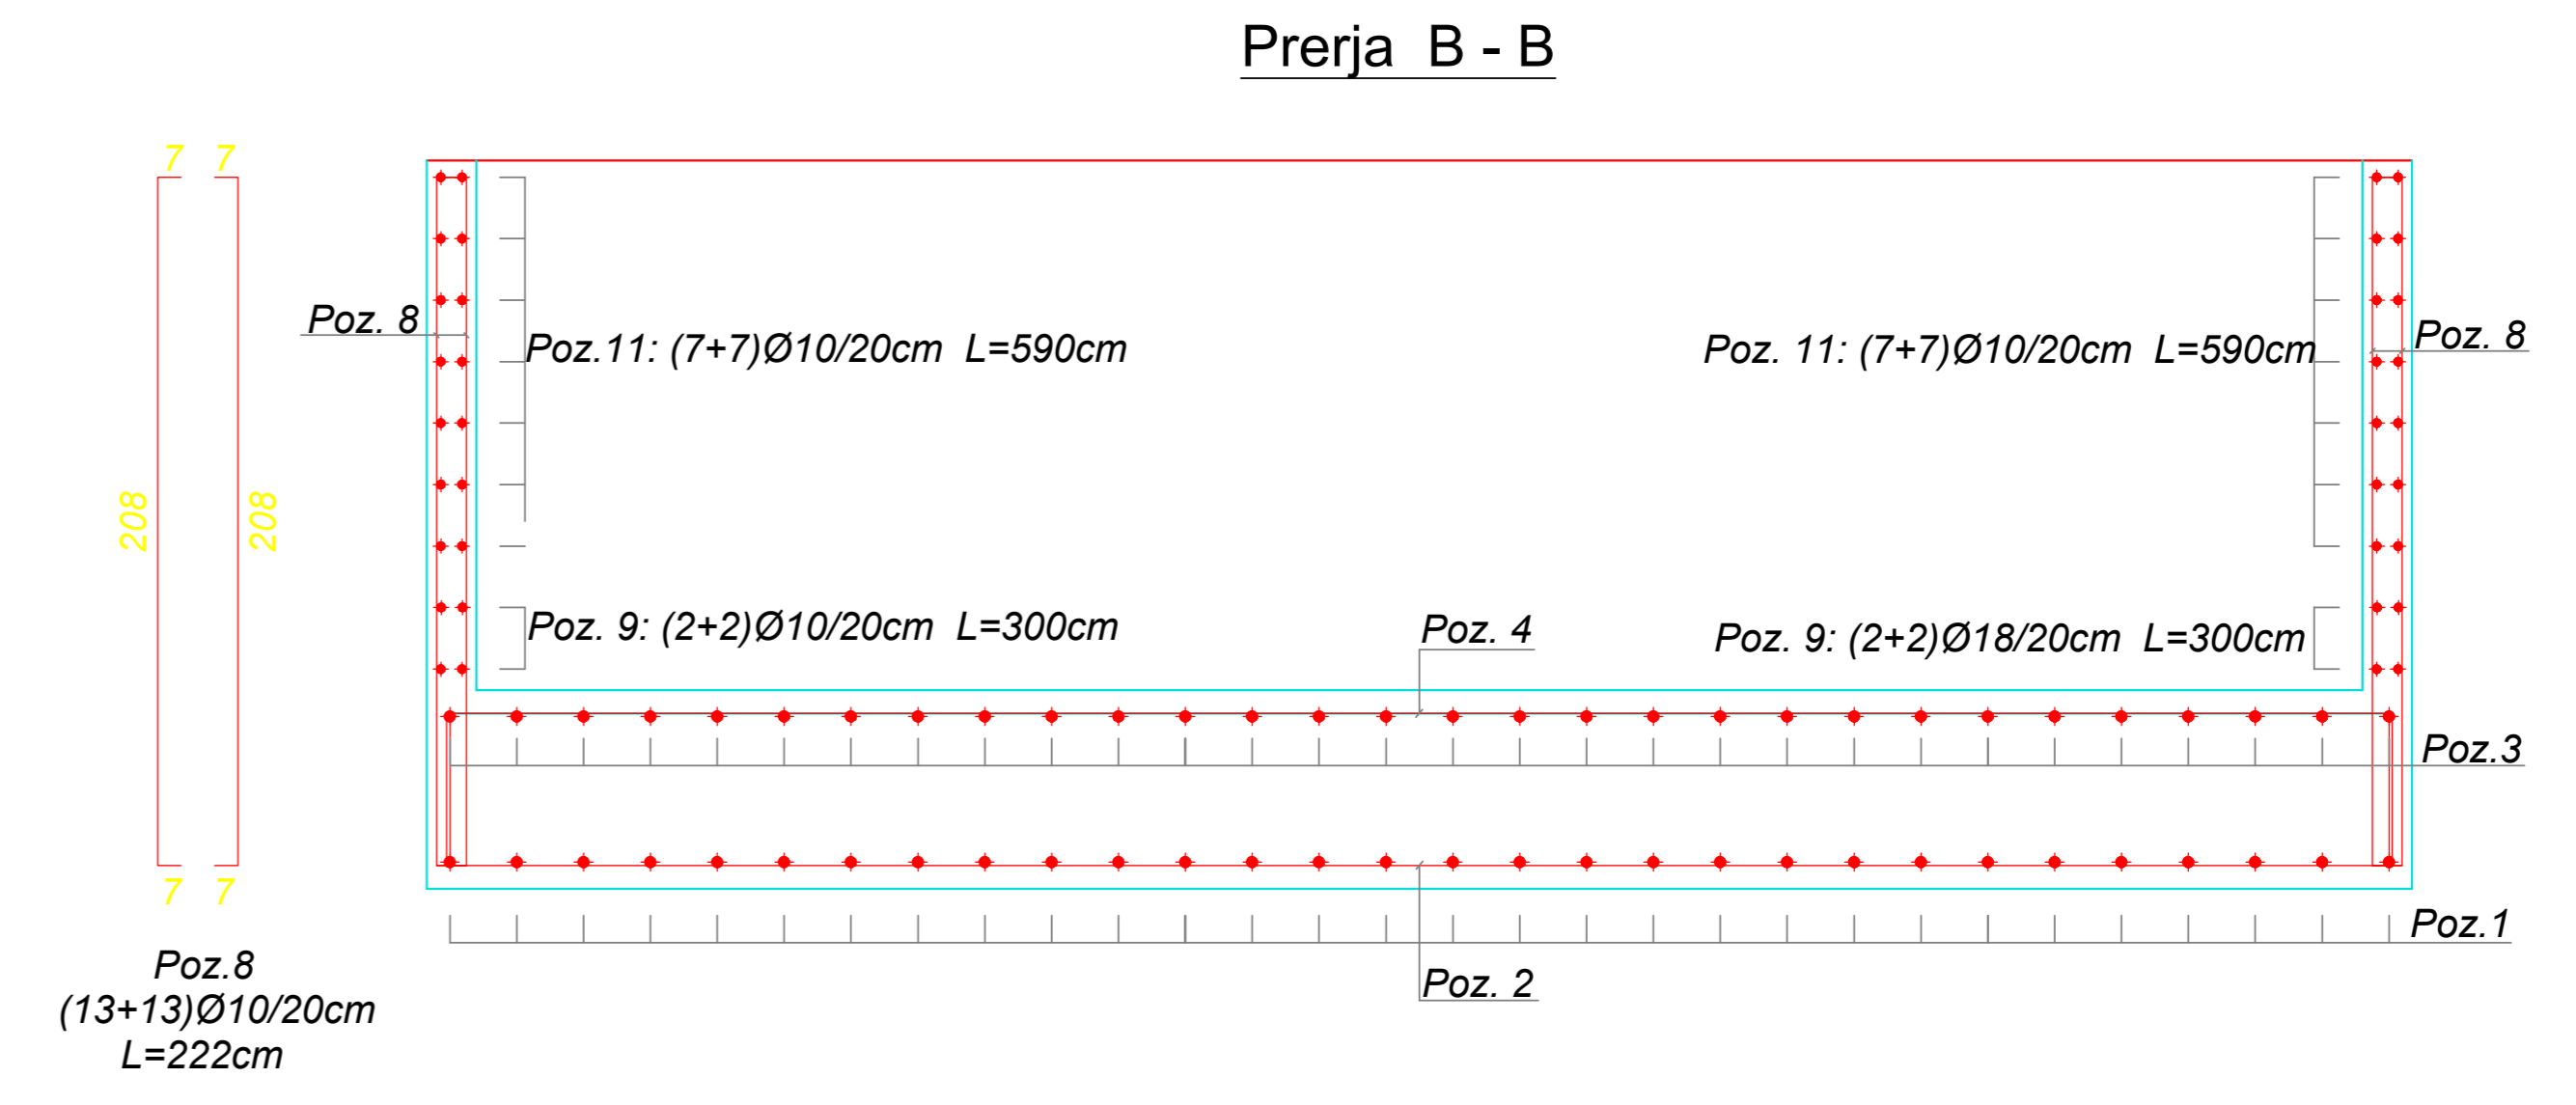 Prerja B - B
7 7
Poz. 8
Poz.11: (7+7)Ø10/20cm L=590cm
Poz. 11: (7+7)Ø10/20cm L=590cm
Poz. 8
208
208
Poz. 9: (2+2)Ø10/20cm L=300cm
Poz. 4
Poz. 9: (2+2)Ø18/20cm L=300cm
Poz.3
7 7
Poz.1
Poz. 2
Poz.8
(13+13)Ø10/20cm
L=222cm